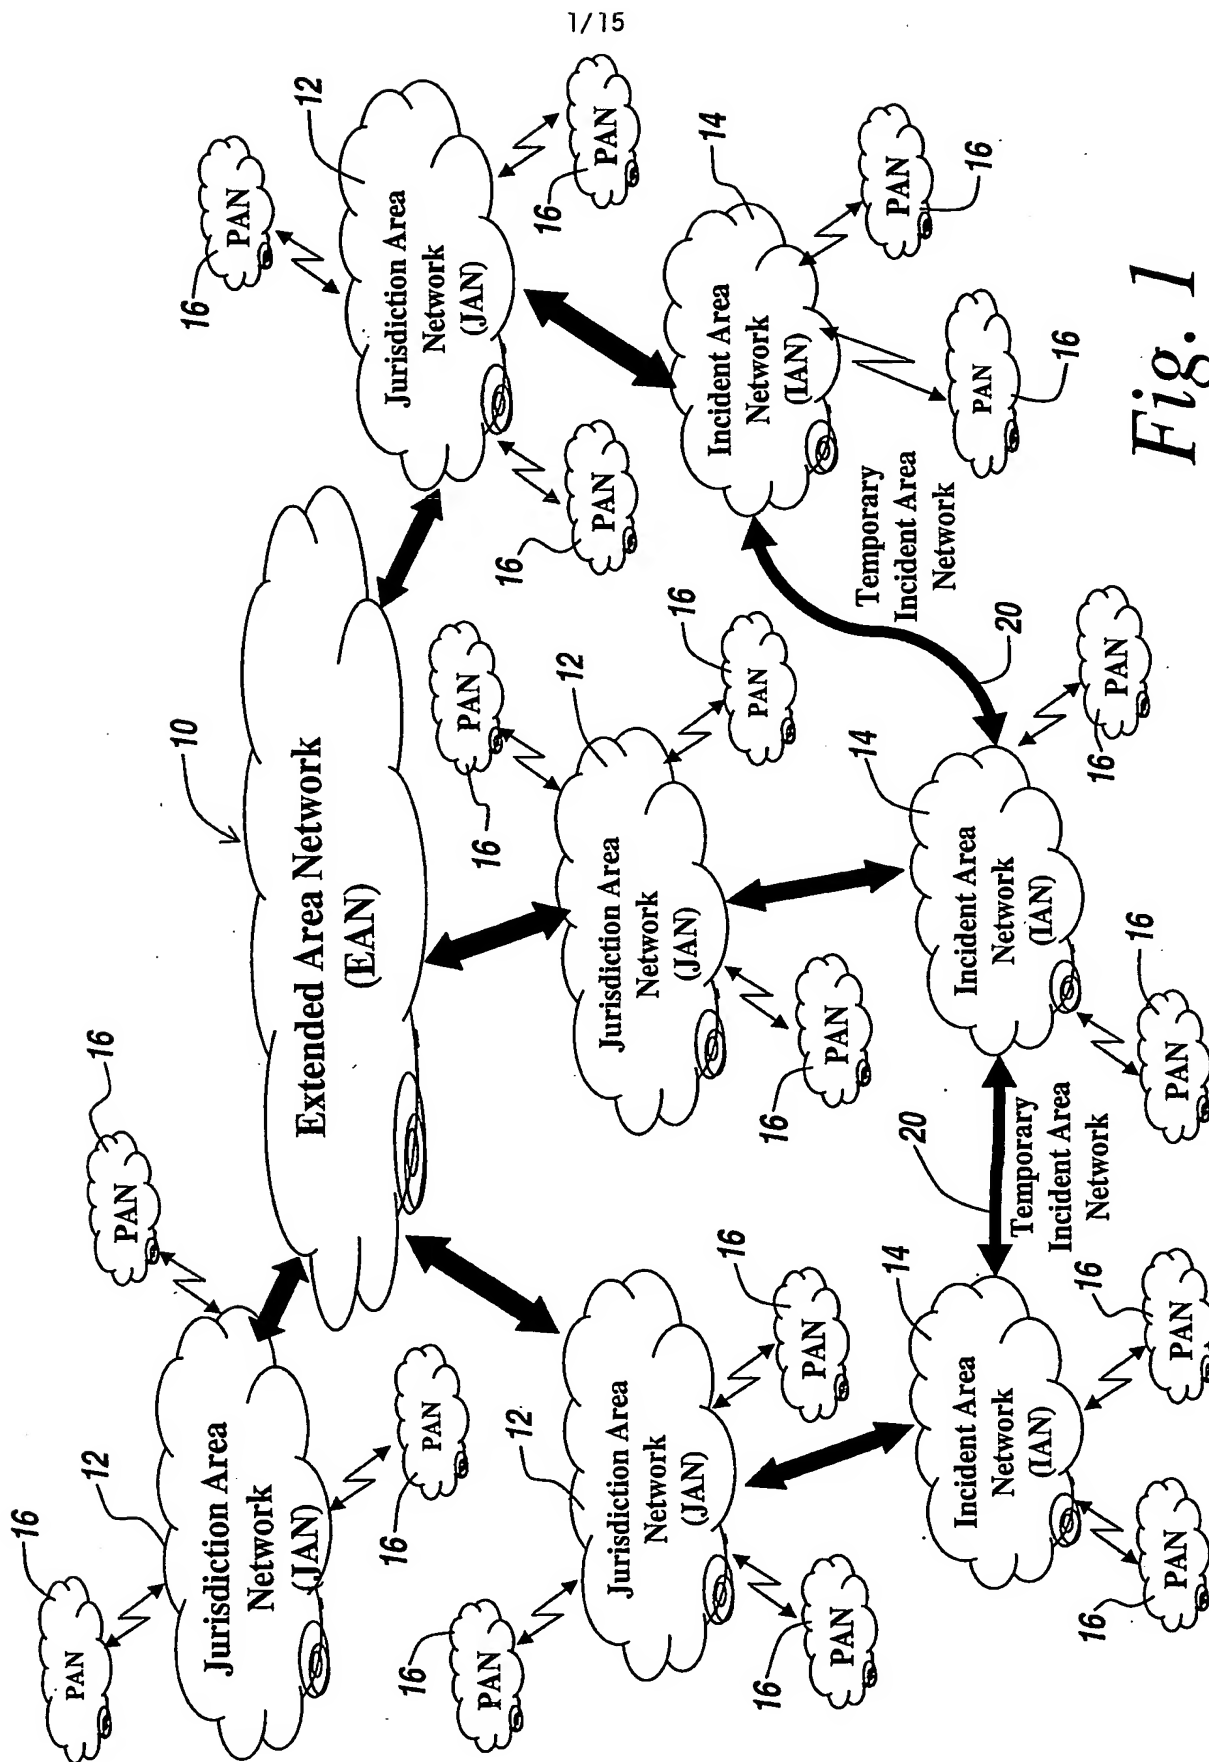 1/15
16
PAN
12
Jurisdiction Area
Network
(JAN)
16
PAN
16
PAN
10
Extended Area Network
(EAN)
16
PAN
12
Jurisdiction Area
Network
(JAN)
16
PAN
16
PAN
16
PAN
12
Jurisdiction Area
Network
(JAN)
16
PAN
16
PAN
16
PAN
12
Jurisdiction Area
Network
(JAN)
16
PAN
16
PAN
16
PAN
14
Incident Area
Network
(IAN)
16
PAN
16
PAN
20
Temporary
Incident Area
Network
14
Incident Area
Network
(IAN)
16
PAN
16
PAN
20
Temporary
Incident Area
Network
14
Incident Area
Network
(IAN)
16
PAN
16
PAN
Fig. 1